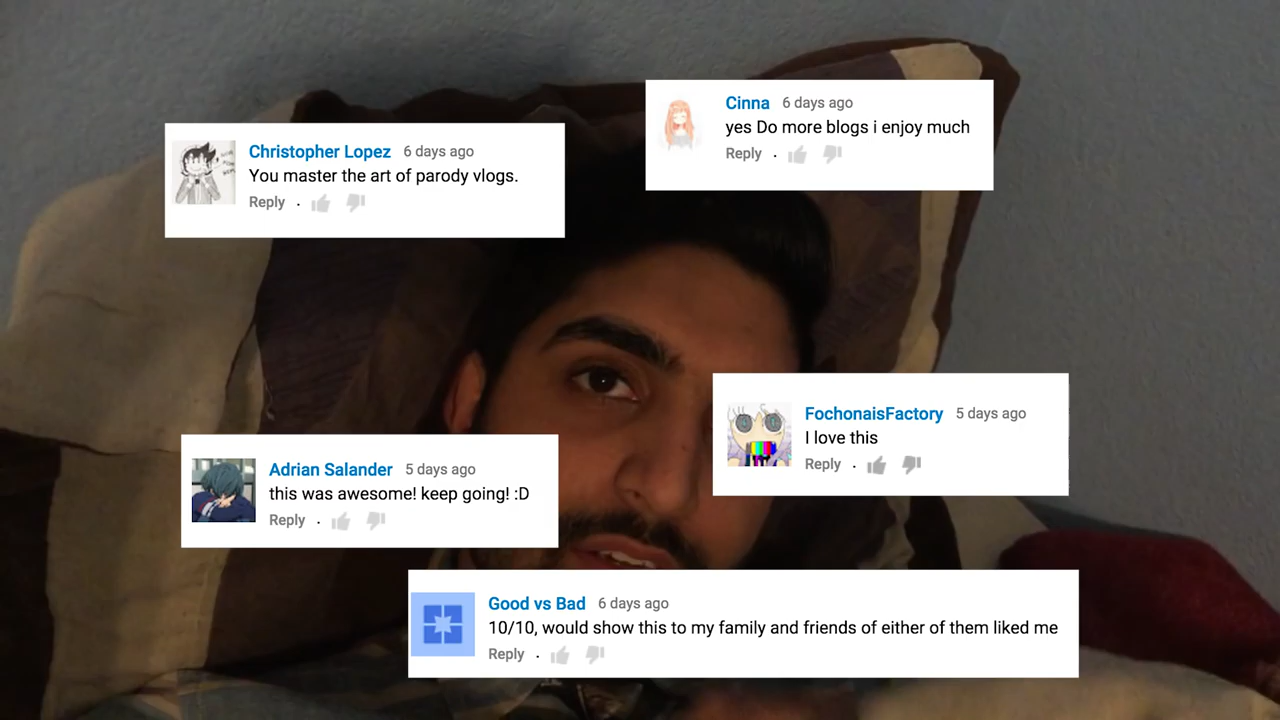 Cinna 6 days ago
yes Do more blogs i enjoy much
Reply .
Christopher Lopez 6 days ago
You master the art of parody vlogs.
Reply .
FochonaisFactory 5 days ago
I love this
Reply .
Adrian Salander 5 days ago
this was awesome! keep going! :D
Reply .
Good vs Bad 6 days ago
10/10, would show this to my family and friends of either of them liked me
Reply .